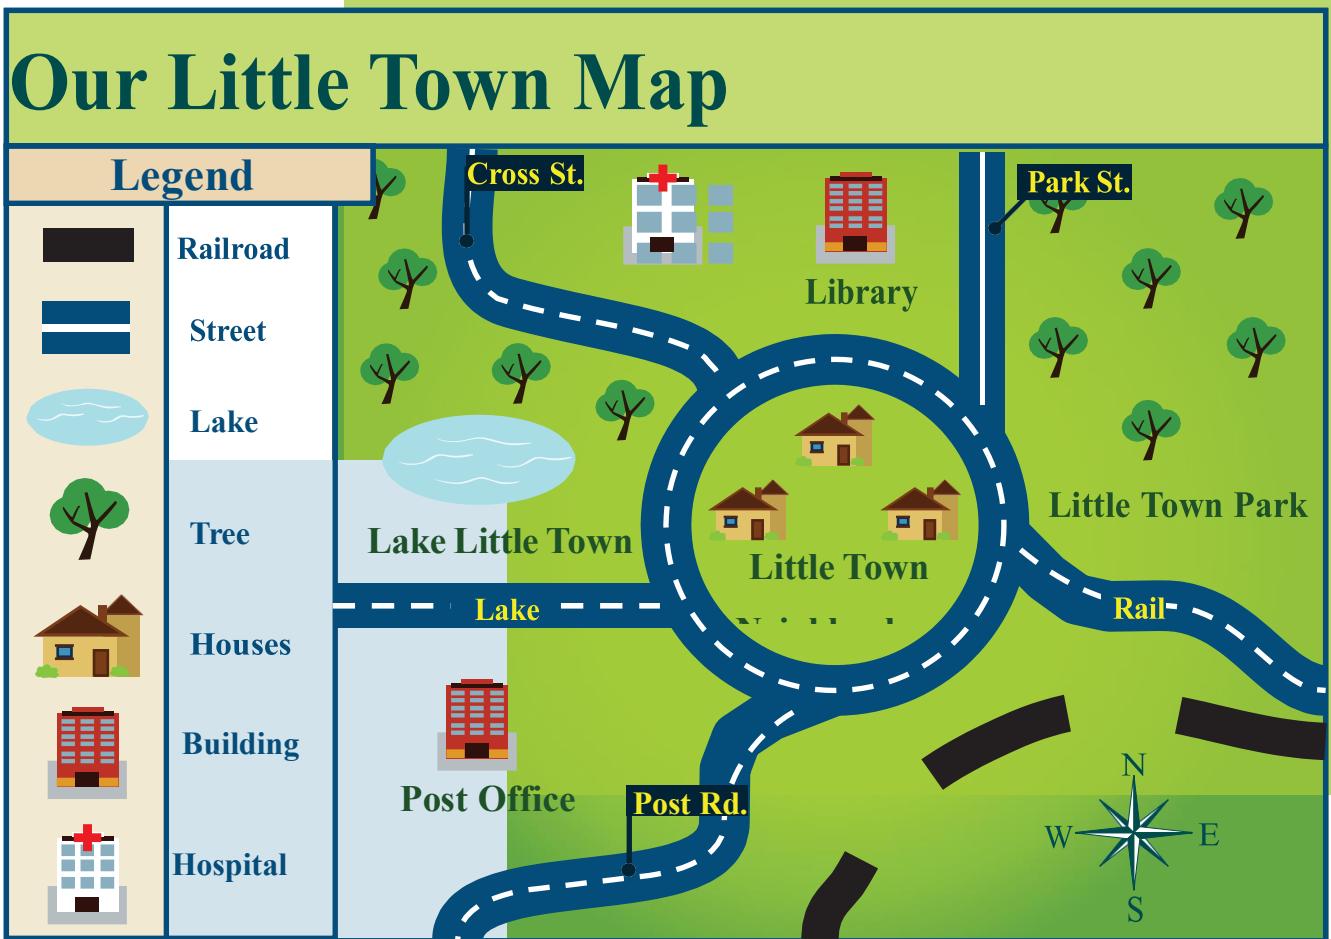 Our Little Town Map
Legend
Railroad
Street
Lake
Tree
Houses
Building
Hospital
Cross St.
Park St.
Library
Little Town Park
Lake Little Town
Little Town
Lake
Rail
Post Office
Post Rd.
N
W
E
S